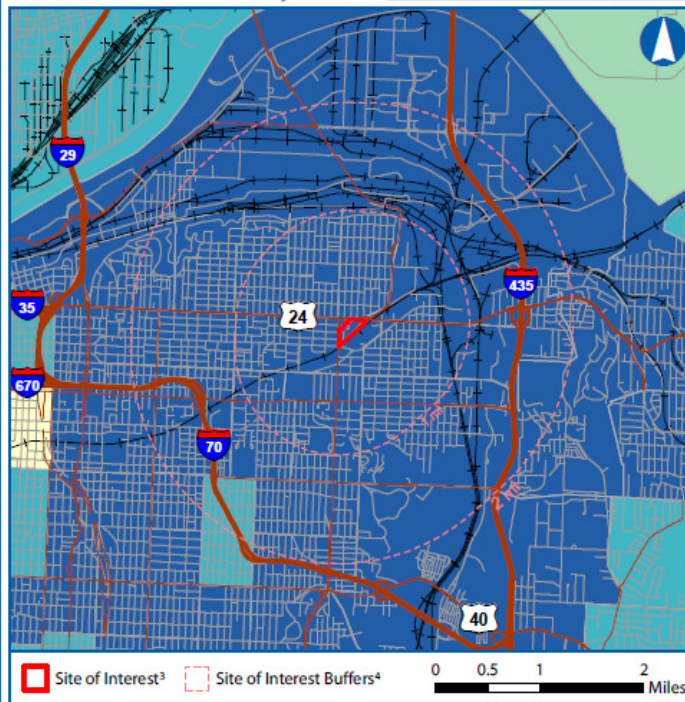 29
35
24
435
670
1 mi
70
2 mi
40
Site of Interest³
Site of Interest Buffers⁴
0 0.5 1 2
Miles